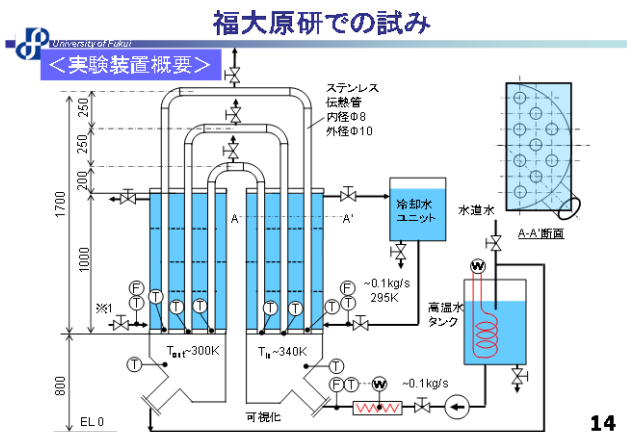 福大原研での試み
University of Fukui
＜実験装置概要＞
ステンレス
伝熱管
内径Φ8
外径Φ10
250
250
200
1700
1000
800
A
A'
冷却水
ユニット
水道水
A-A'断面
W
高温水
タンク
~0.1kg/s
295K
※1
F
T
T
T
T
T
T
T
F
T
Tout~300K
TIn~340K
T
T
F
T
W
~0.1kg/s
可視化
EL 0
14